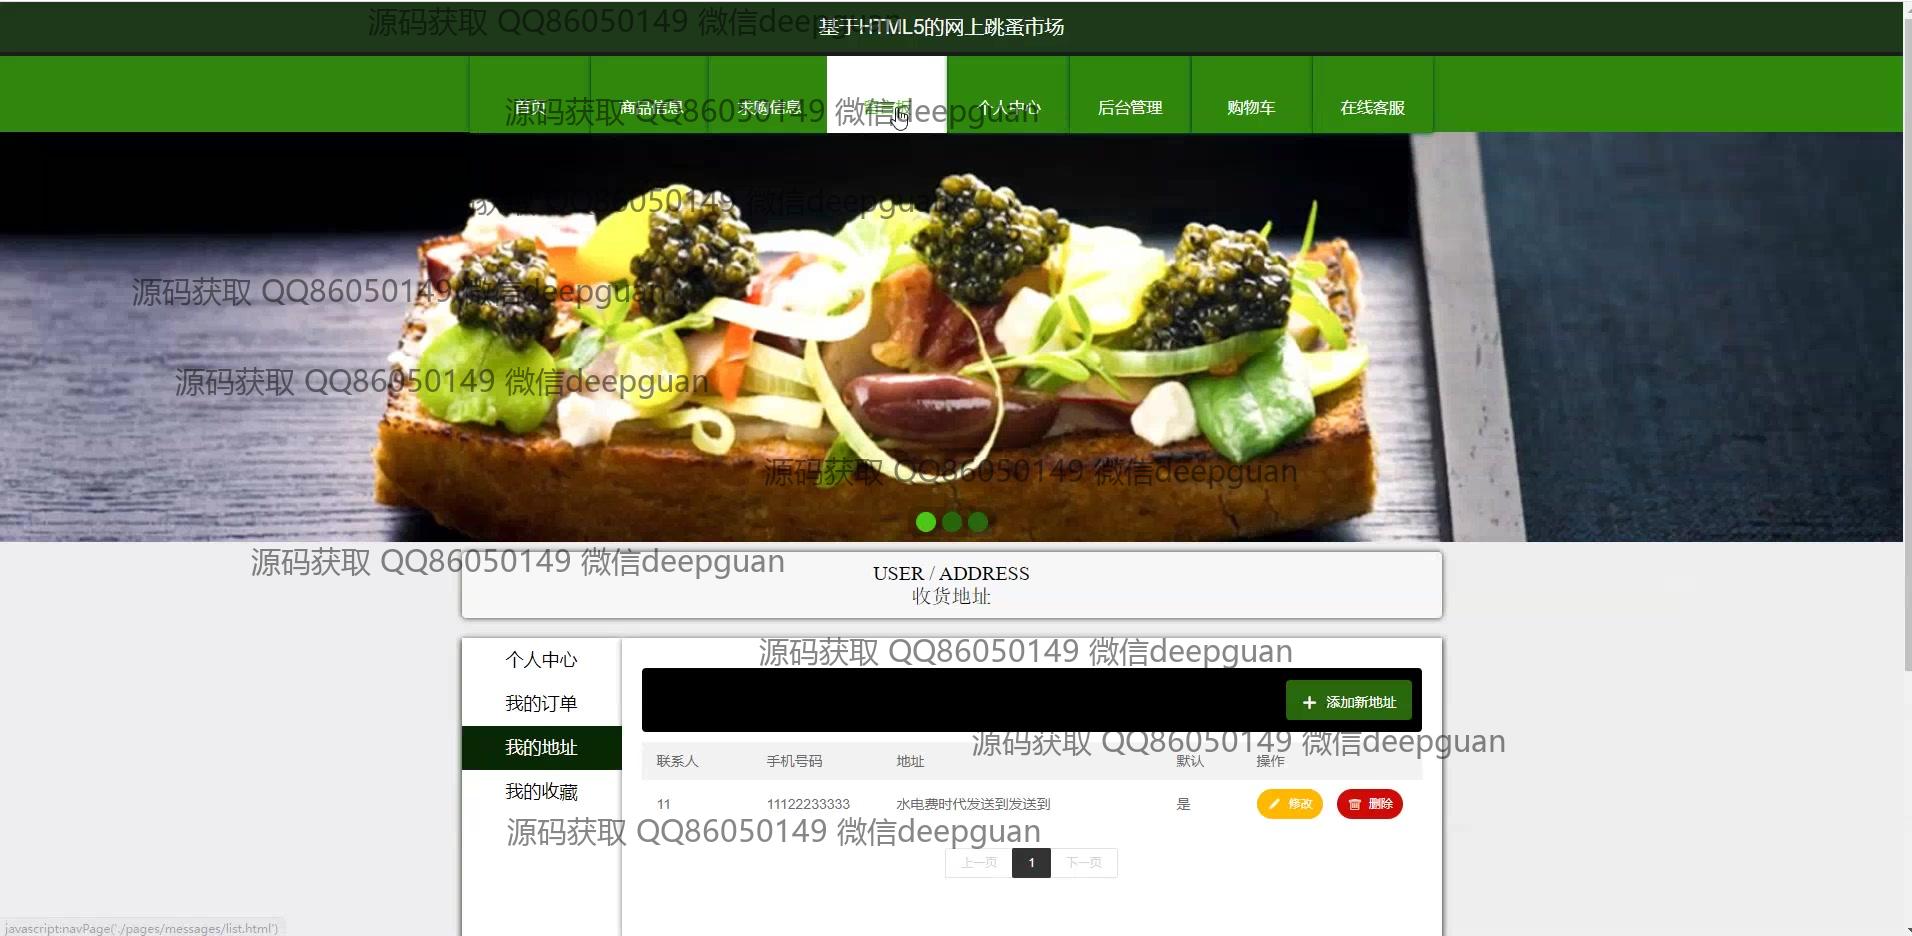 源码获取 QQ86050149 微信deepguan
基于HTML5的网上跳蚤市场
首页 商品信息 求购信息 留言板 个人中心 后台管理 购物车 在线客服
源码获取 QQ86050149 微信deepguan
获取 QQ86050149 微信deepguan
源码获取 QQ86050149 微信deepguan
源码获取 QQ86050149 微信deepguan
源码获取 QQ86050149 微信deepguan
源码获取 QQ86050149 微信deepguan
USER / ADDRESS
收货地址
源码获取 QQ86050149 微信deepguan
个人中心
我的订单
我的地址
我的收藏
添加新地址
源码获取 QQ86050149 微信deepguan
联系人 手机号码 地址 默认 操作
11 11122233333 水电费时代发送到发送到 是 修改 删除
源码获取 QQ86050149 微信deepguan
上一页 1 下一页
javascript:navPage('./pages/messages/list.html')